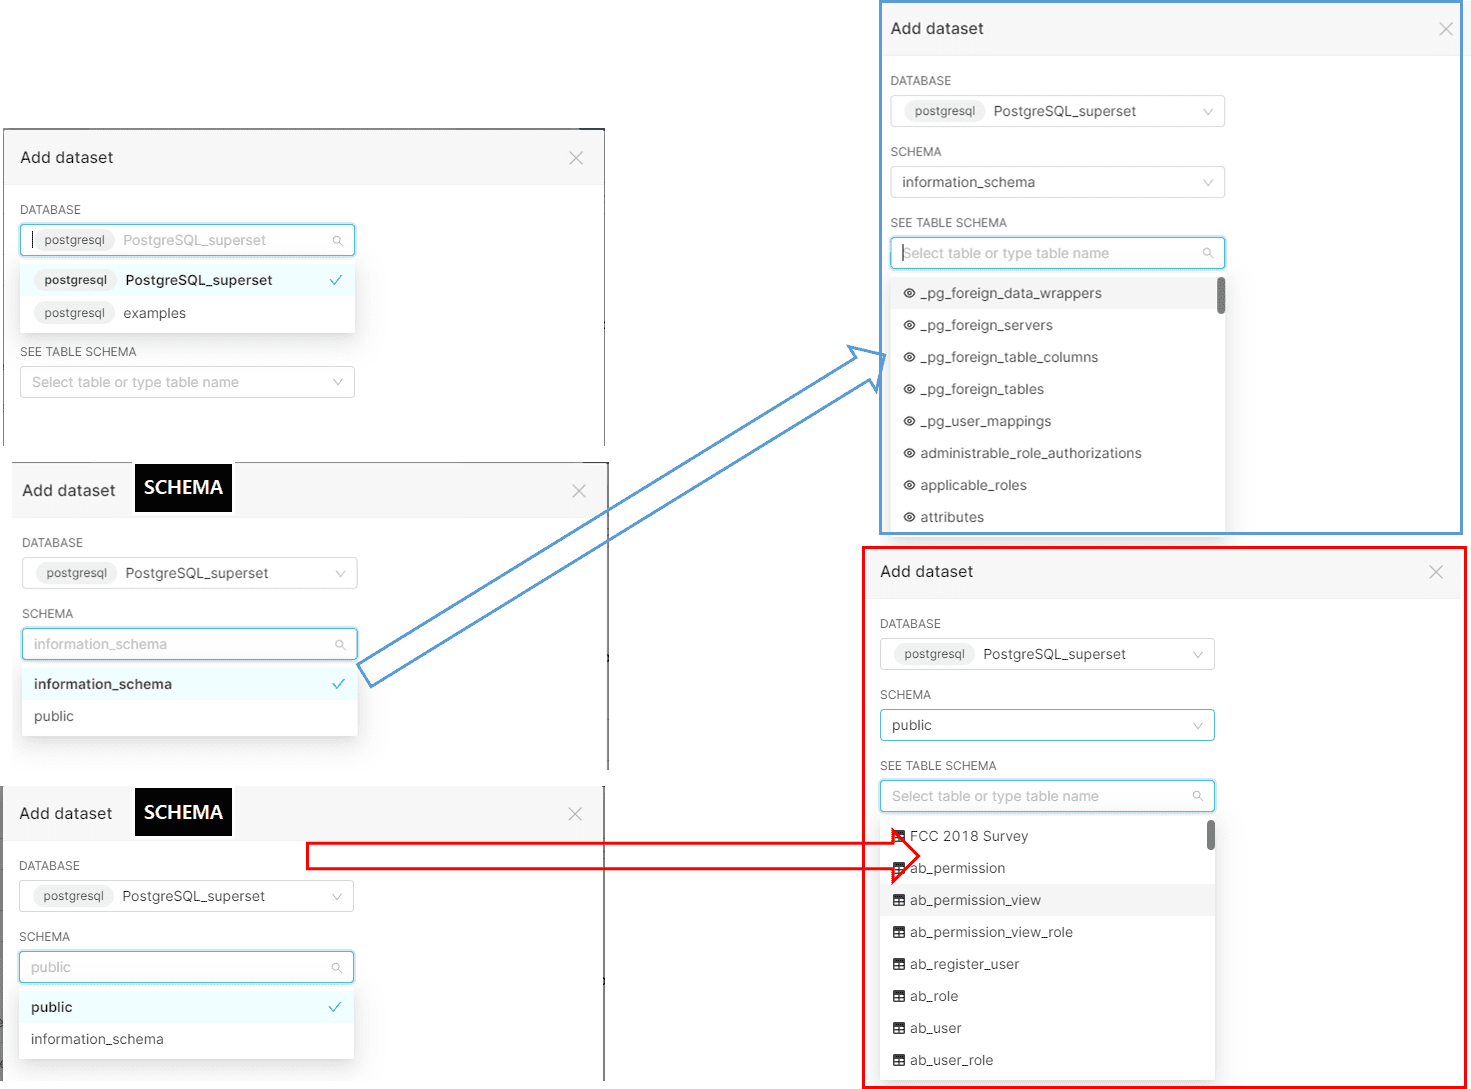 Add dataset
DATABASE
postgresql PostgreSQL_superset
postgresql PostgreSQL_superset
postgresql examples
SEE TABLE SCHEMA
Select table or type table name
Add dataset SCHEMA
DATABASE
postgresql PostgreSQL_superset
SCHEMA
information_schema
information_schema
public
Add dataset SCHEMA
DATABASE
postgresql PostgreSQL_superset
SCHEMA
public
public
information_schema
Add dataset
DATABASE
postgresql PostgreSQL_superset
SCHEMA
information_schema
SEE TABLE SCHEMA
Select table or type table name
_pg_foreign_data_wrappers
_pg_foreign_servers
_pg_foreign_table_columns
_pg_foreign_tables
_pg_user_mappings
administrable_role_authorizations
applicable_roles
attributes
Add dataset
DATABASE
postgresql PostgreSQL_superset
SCHEMA
public
SEE TABLE SCHEMA
Select table or type table name
FCC 2018 Survey
ab_permission
ab_permission_view
ab_permission_view_role
ab_register_user
ab_role
ab_user
ab_user_role